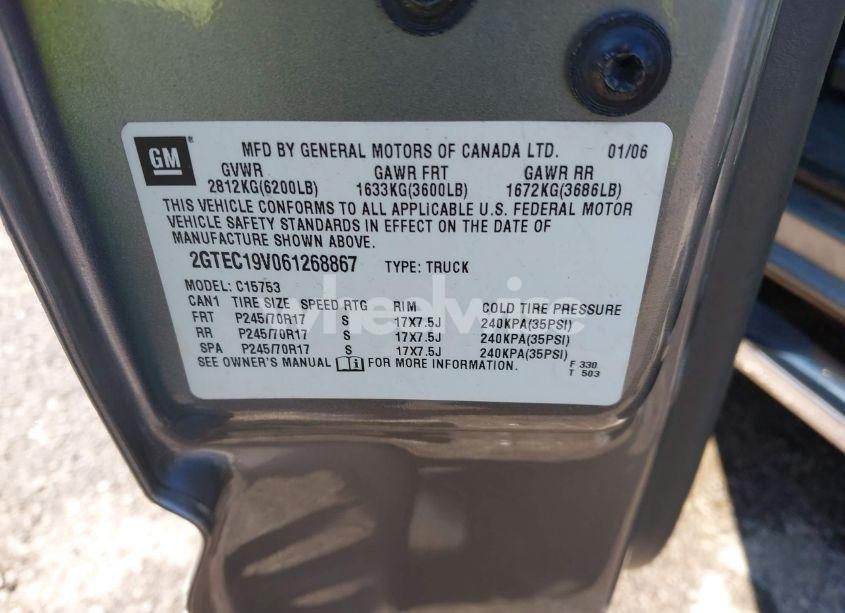 GM
MFD BY GENERAL MOTORS OF CANADA LTD. 01/06
GVWR GAWR FRT GAWR RR
2812KG(6200LB) 1633KG(3600LB) 1672KG(3686LB)
THIS VEHICLE CONFORMS TO ALL APPLICABLE U.S. FEDERAL MOTOR
VEHICLE SAFETY STANDARDS IN EFFECT ON THE DATE OF
MANUFACTURE SHOWN ABOVE.
2GTEC19V061268867 TYPE: TRUCK
MODEL: C15753
CAN1 TIRE SIZE SPEED RTG RIM COLD TIRE PRESSURE
FRT P245/70R17 S 17X7.5J 240KPA(35PSI)
RR P245/70R17 S 17X7.5J 240KPA(35PSI)
SPA P245/70R17 S 17X7.5J 240KPA(35PSI)
SEE OWNER'S MANUAL i FOR MORE INFORMATION.
F 330
T 503
wheelwise